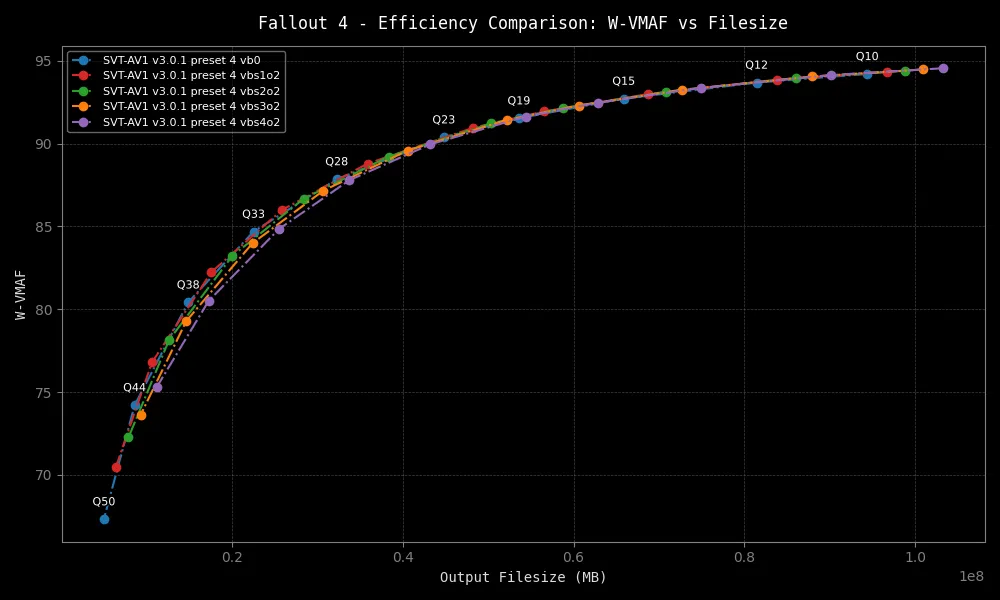 Fallout 4 - Efficiency Comparison: W-VMAF vs Filesize
SVT-AV1 v3.0.1 preset 4 vb0
SVT-AV1 v3.0.1 preset 4 vbs1o2
SVT-AV1 v3.0.1 preset 4 vbs2o2
SVT-AV1 v3.0.1 preset 4 vbs3o2
SVT-AV1 v3.0.1 preset 4 vbs4o2
95
90
85
80
75
70
W-VMAF
Q10
Q12
Q15
Q19
Q23
Q28
Q33
Q38
Q44
Q50
0.2
0.4
0.6
0.8
1.0
1e8
Output Filesize (MB)